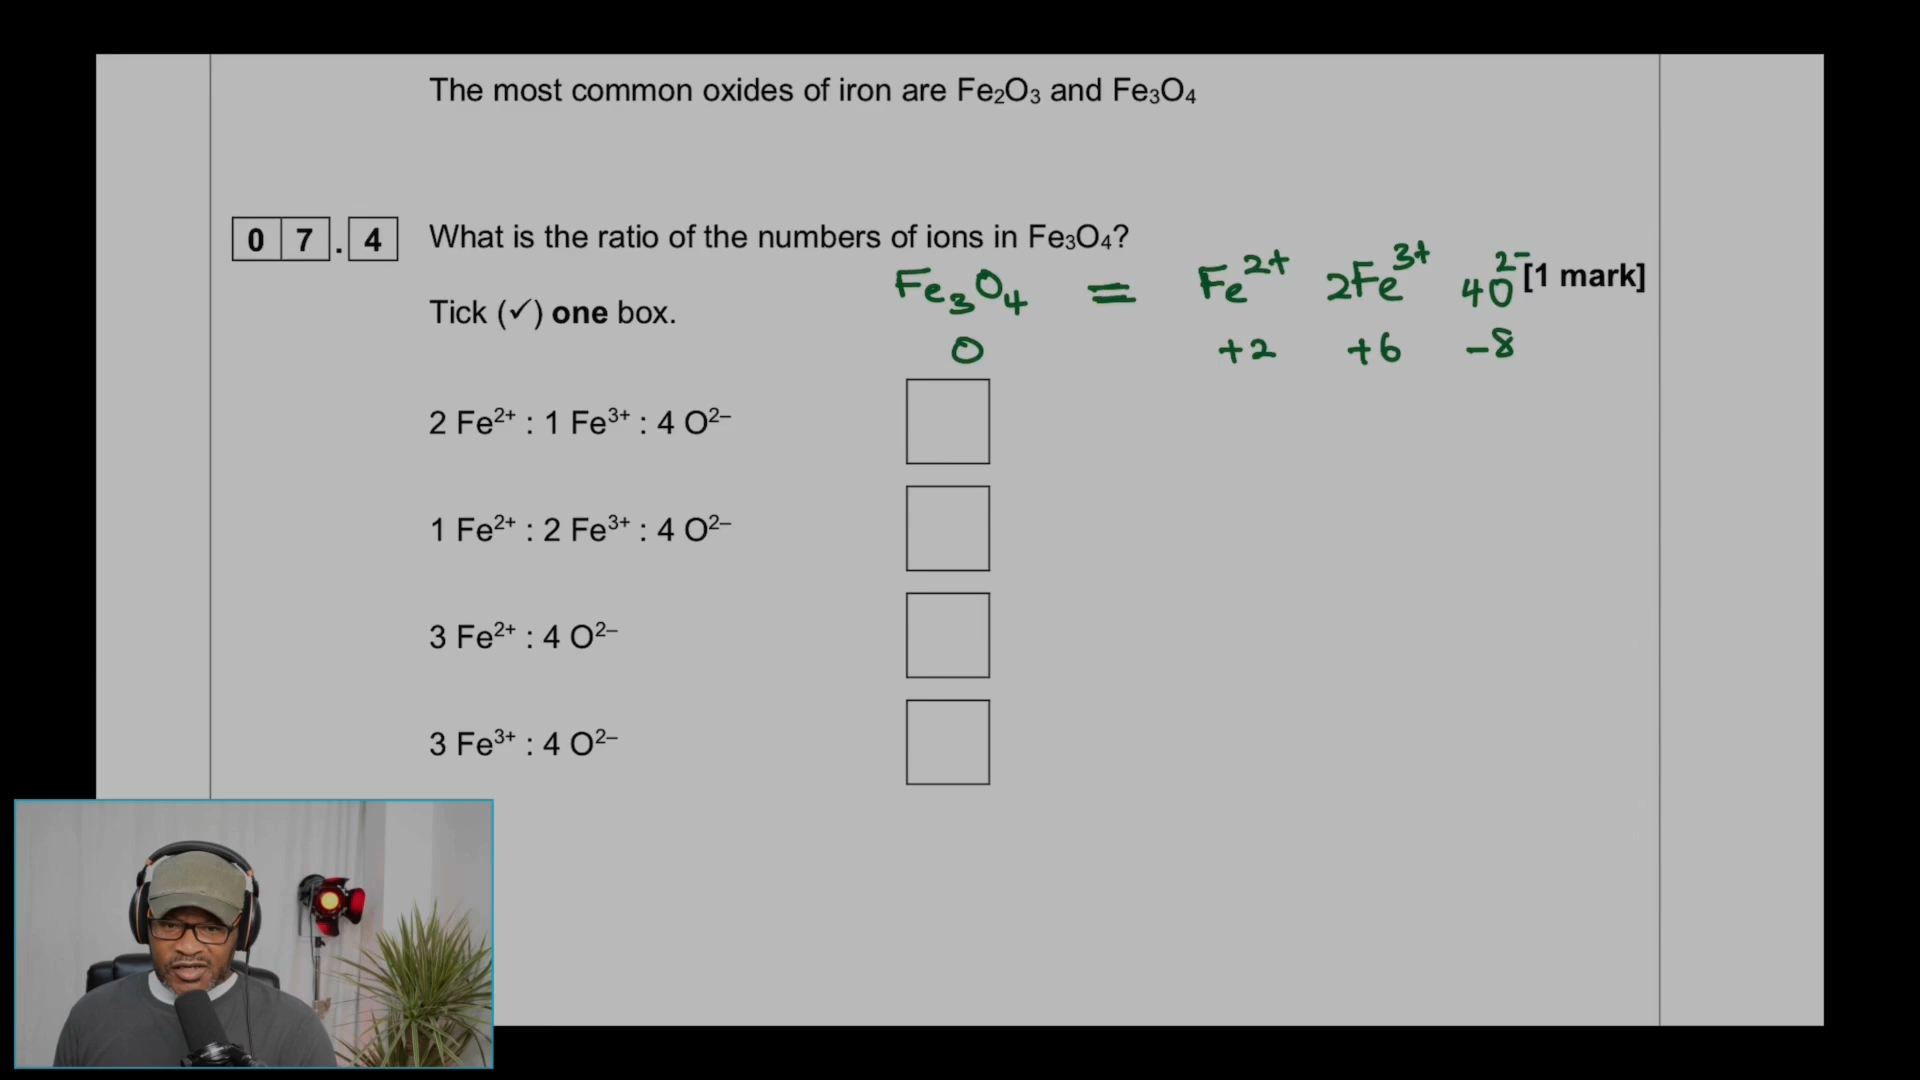 The most common oxides of iron are Fe₂O₃ and Fe₃O₄
0 7 . 4 What is the ratio of the numbers of ions in Fe₃O₄?
Fe₃O₄ = Fe²⁺ 2Fe³⁺ 4O²⁻ [1 mark]
Tick (✓) one box.
0 +2 +6 -8
2 Fe²⁺ : 1 Fe³⁺ : 4 O²⁻
1 Fe²⁺ : 2 Fe³⁺ : 4 O²⁻
3 Fe²⁺ : 4 O²⁻
3 Fe³⁺ : 4 O²⁻